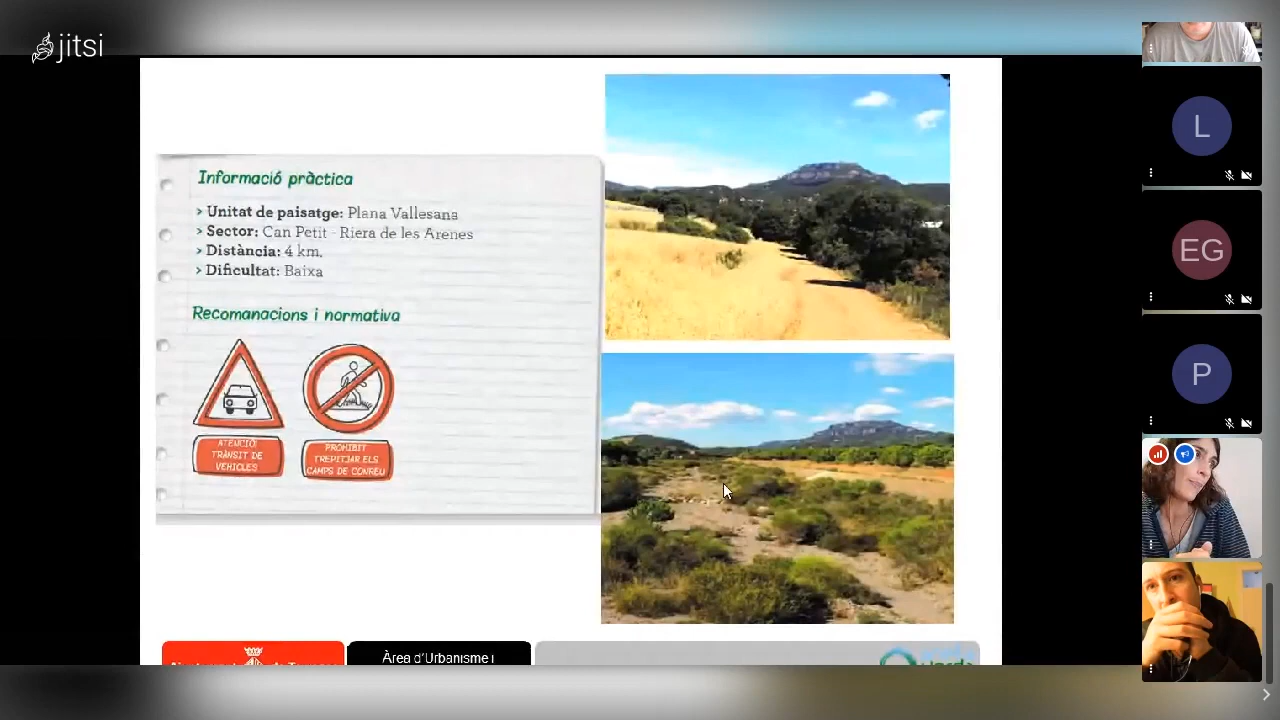 jitsi
Informació pràctica
> Unitat de paisatge: Plana Vallesana
> Sector: Can Petit - Riera de les Arenes
> Distància: 4 km.
> Dificultat: Baixa
Recomanacions i normativa
ATENCIÓ
TRÀNSIT DE
VEHICLES
PROHIBIT
TREPITJAR ELS
CAMPS DE CONREU
Àrea d'Urbanisme i
L
EG
P